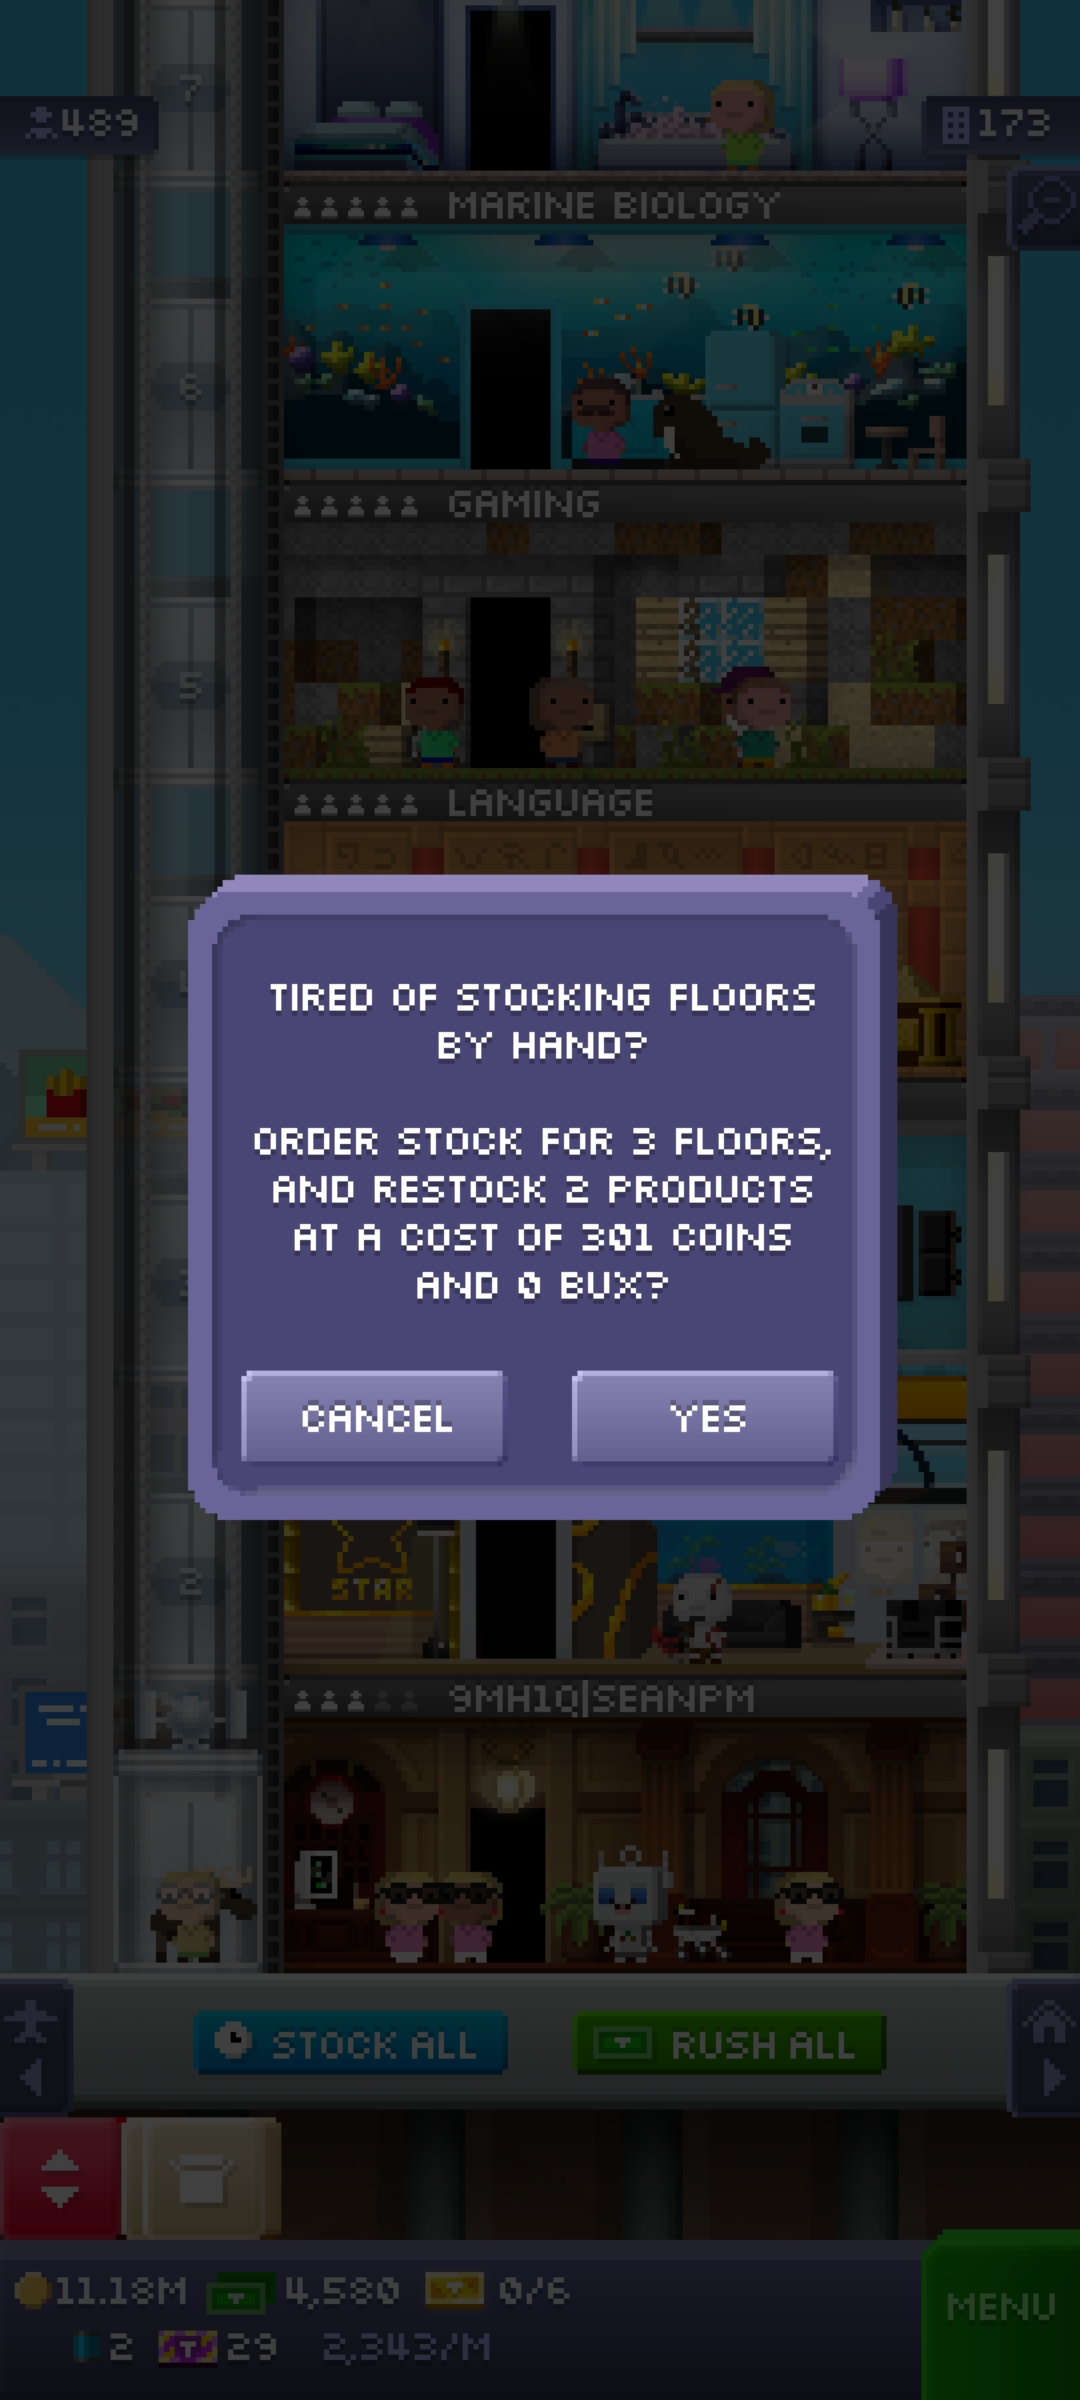 7
489
173
MARINE BIOLOGY
6
GAMING
5
LANGUAGE
TIRED OF STOCKING FLOORS
BY HAND?
ORDER STOCK FOR 3 FLOORS,
AND RESTOCK 2 PRODUCTS
AT A COST OF 301 COINS
AND 0 BUX?
CANCEL
YES
2
STAR
9MH1Q|SEANPM
STOCK ALL
RUSH ALL
11.18M
4,580
0/6
2
29
2,343/M
MENU